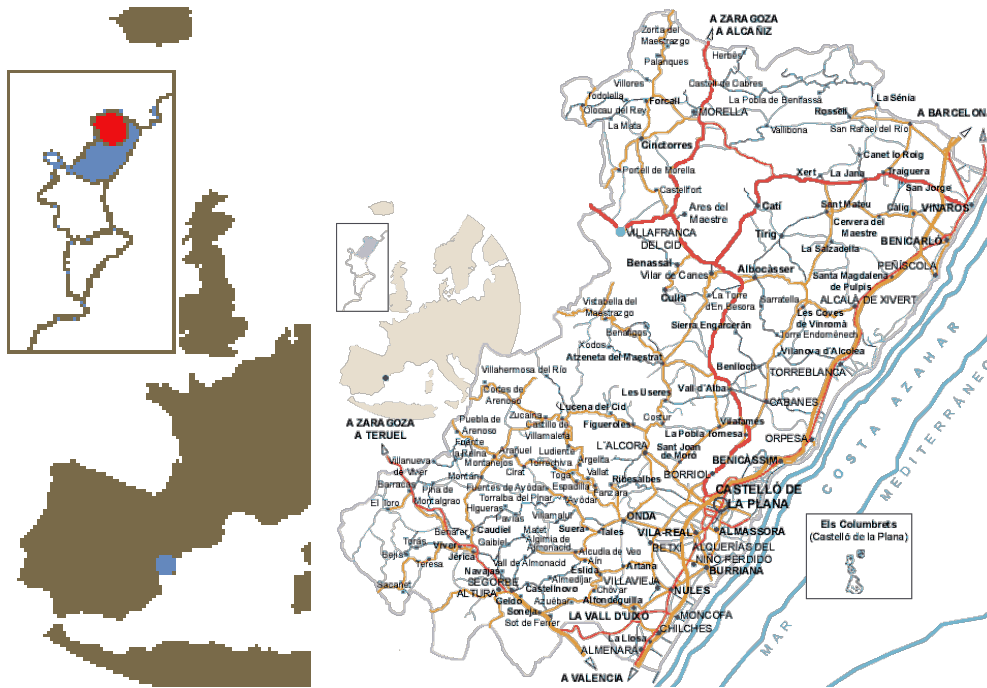 A ZARAGOZA
A ALCAÑIZ
Zorita del
Maestrazgo
Palanques
Herbés
Villores
Castell de Cabres
La Sénia
Todolella
Forcall
La Pobla de Benifassá
A BARCELONA
Olocau del Rey
MORELLA
Rossell
La Mata
Vallibona
San Rafael del Río
Cinctorres
Canet lo Roig
Portell de Morella
Xert
La Jana
Traiguera
San Jorge
Castellfort
Ares del
Maestre
Catí
Sant Mateu
Càlig
VINARÒS
Cervera del
Maestre
VILLAFRANCA
DEL CID
Tírig
La Salzadella
BENICARLÓ
Benassal
Vilar de Canes
Albocàsser
Santa Magdalena
de Pulpis
PEÑÍSCOLA
Culla
La Torre
d'En Besora
Sarratella
ALCALÀ DE XIVERT
Vistabella del
Maestrazgo
Les Coves
de Vinromà
Benafigos
Sierra Engarcerán
Torre Endomènech
Xodos
Atzeneta del Maestrat
Vilanova d'Alcolea
Villahermosa del Río
Benlloch
TORREBLANCA
Cortes de
Arenoso
Les Useres
Vall d'Alba
CABANES
Zucaina
Lucena del Cid
Costur
A ZARAGOZA
A TERUEL
Puebla de
Arenoso
Castillo de
Villamalefa
Figueroles
Vilafamés
Fuente
la Reina
L'ALCORA
Sant Joan
de Moró
La Pobla Tornesa
ORPESA
Arañuel
Ludiente
Villanueva
de Viver
Montanejos
Torrechiva
Argelita
BENICÀSSIM
Cirat
Toga
Vallat
Ribesalbes
BORRIOL
Barracas
Montán
Pina de
Montalgrao
Fuentes de Ayódar
Espadilla
Fanzara
CASTELLÓ DE
LA PLANA
El Toro
Torralba del Pinar
Ayódar
Higueras
Pavías
Villamalur
ONDA
Benafer
Caudiel
Matet
Suera
Tales
VILA-REAL
ALMASSORA
Torás
Viver
Gaibiel
Algimia de
Almonacid
BETXÍ
ALQUERÍAS DEL
NIÑO PERDIDO
Bejís
Jérica
Alcudia de Veo
Teresa
Vall de Almonacid
Aín
Artana
BURRIANA
Navajas
Eslida
Sacañet
SEGORBE
Almedíjar
VILLAVIEJA
ALTURA
Castellnovo
Chóvar
NULES
Geldo
Azuébar
Alfondeguilla
Soneja
Sot de Ferrer
LA VALL D'UIXÓ
MONCOFA
La Llosa
CHILCHES
ALMENARA
A VALENCIA
COSTA AZAHAR
MAR MEDITERRÁNEO
Els Columbrets
(Castelló de la Plana)